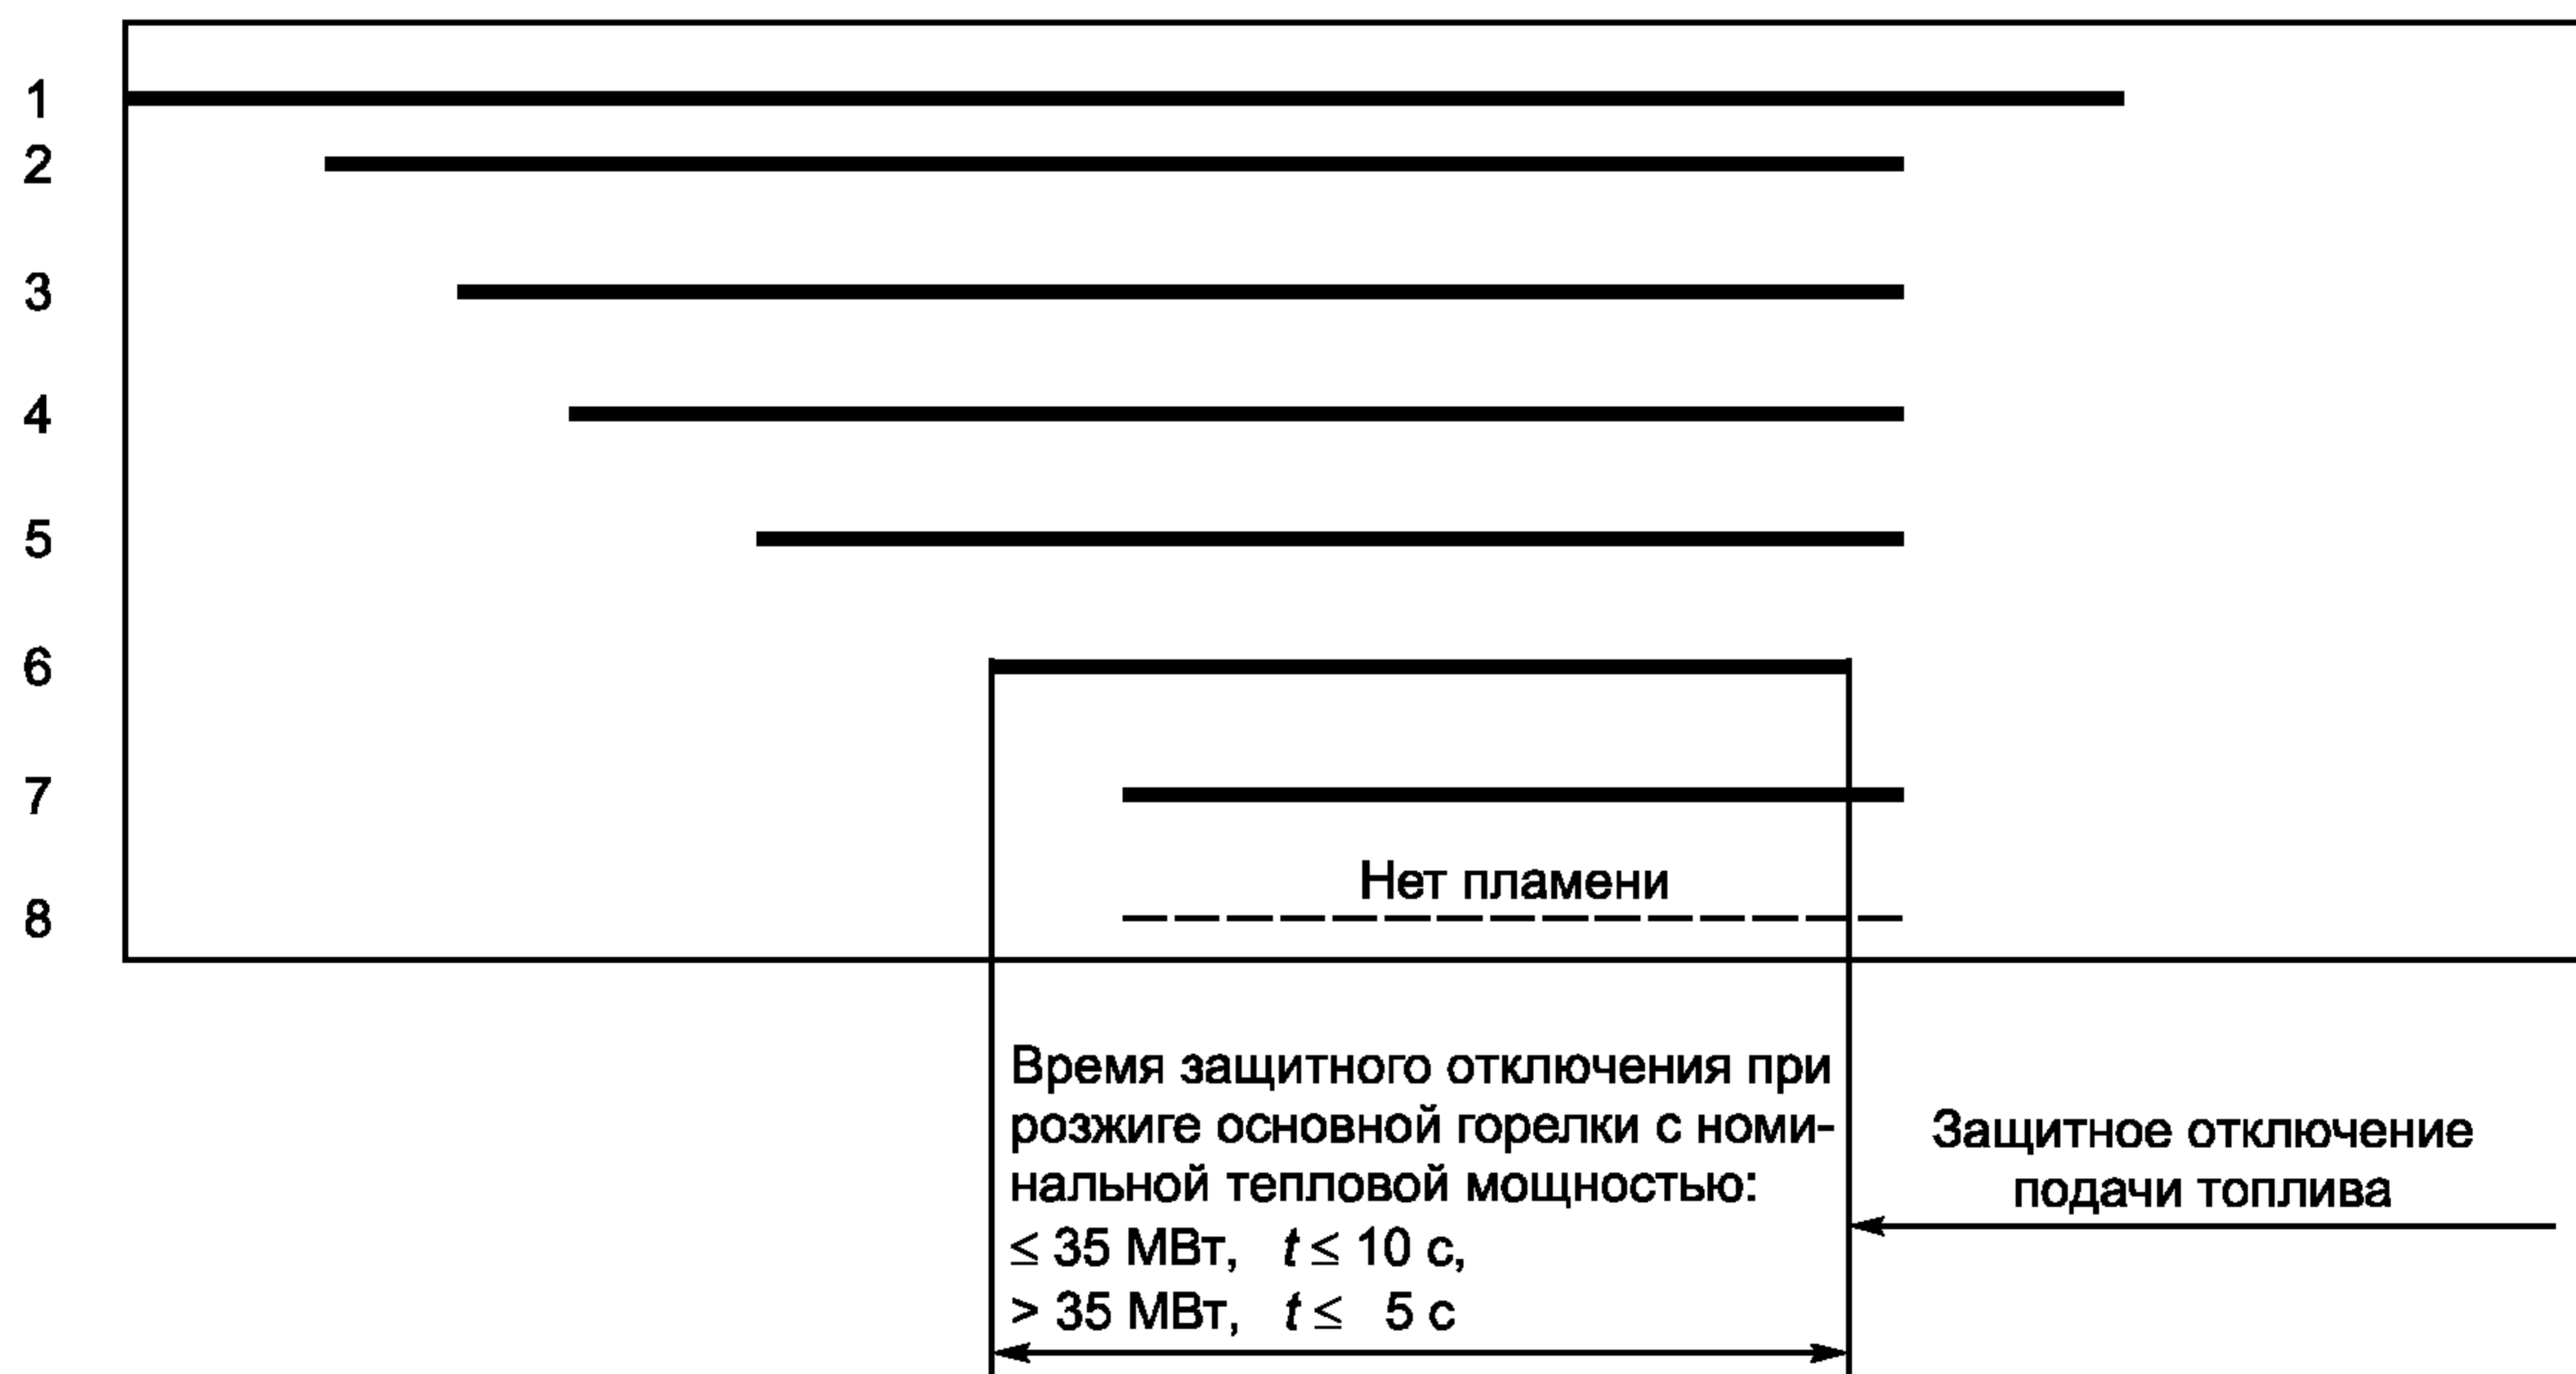 1
2
3
4
5
6
7
Нет пламени
8
Время защитного отключения при
розжиге основной горелки с номи-
нальной тепловой мощностью:
≤ 35 МВт, t ≤ 10 с,
> 35 МВт, t ≤ 5 с
Защитное отключение
подачи топлива